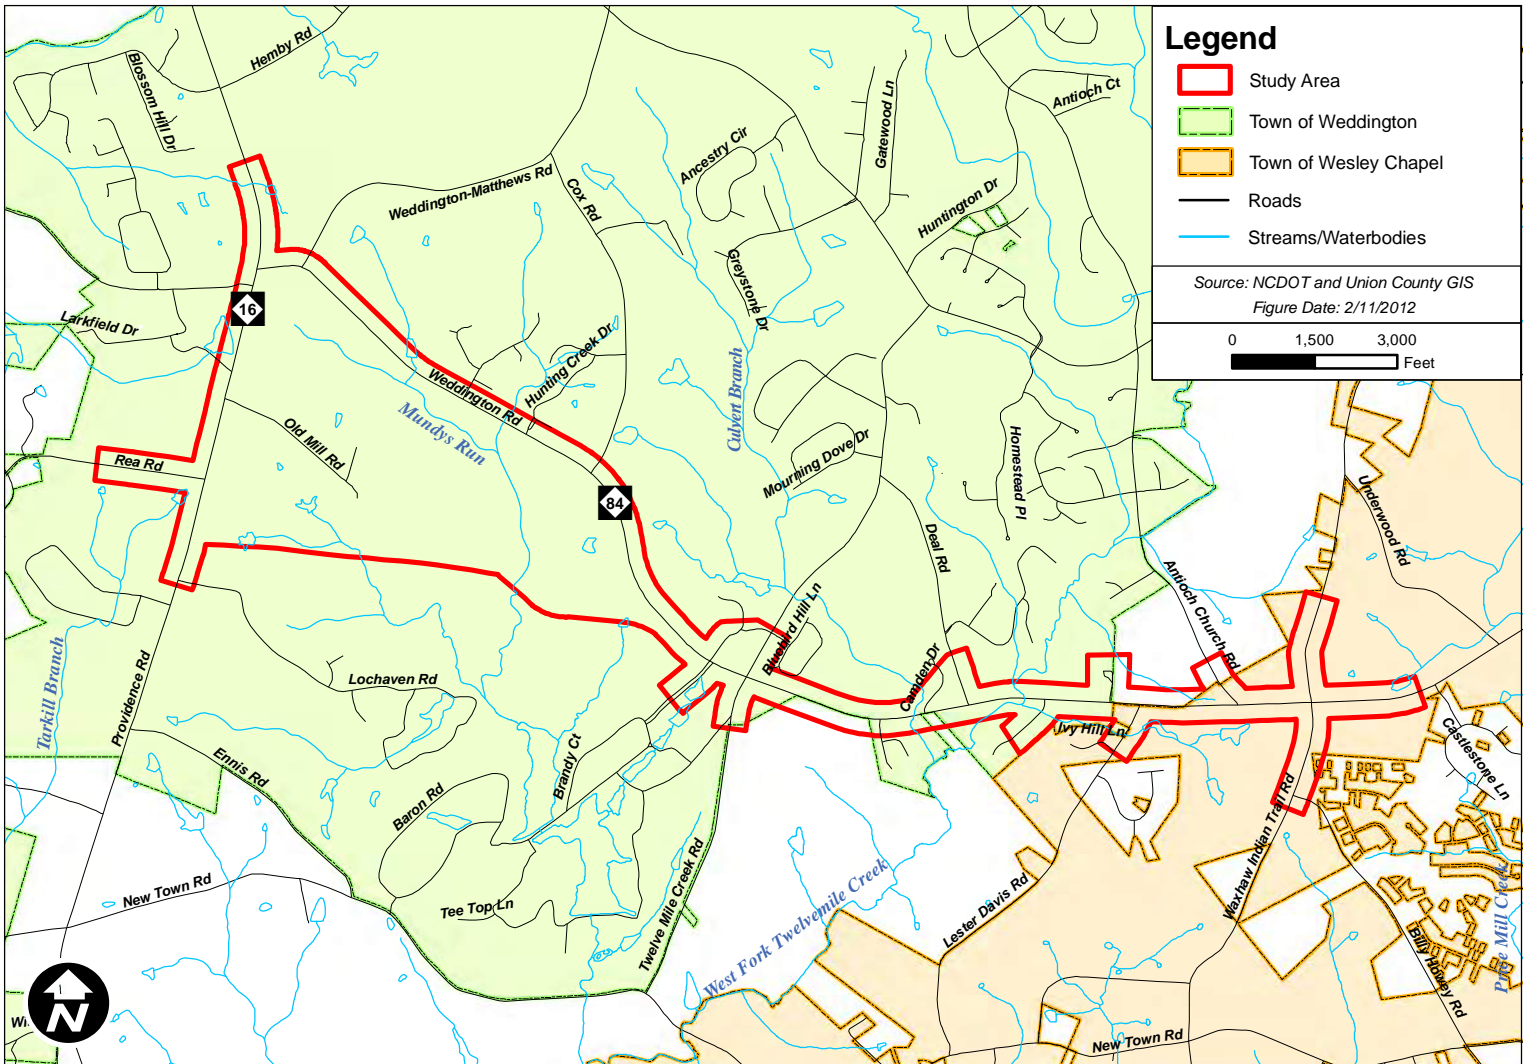 Legend
Study Area
Town of Weddington
Town of Wesley Chapel
Roads
Streams/Waterbodies
Source: NCDOT and Union County GIS
Figure Date: 2/11/2012
0 1,500 3,000
Feet
Hemby Rd
Blossom Hill Dr
Antioch Ct
Gatewood Ln
Ancestry Cir
Weddington-Matthews Rd
Cox Rd
Huntington Dr
Greystone Dr
16
Larkfield Dr
Hunting Creek Dr
Weddington Rd
Culvert Branch
Mundys Run
Old Mill Rd
Rea Rd
Mourning Dove Dr
Homestead Pl
84
Underwood Rd
Deal Rd
Antioch Church Rd
Bluebird Hill Ln
Tarkill Branch
Providence Rd
Lochaven Rd
Camden Dr
Ivy Hill Ln
Castlestone Ln
Ennis Rd
Brandy Ct
Baron Rd
Waxhaw Indian Trail Rd
New Town Rd
Tee Top Ln
Twelve Mile Creek Rd
West Fork Twelvemile Creek
Lester Davis Rd
Billy Howey Rd
Mill Creek
N
New Town Rd